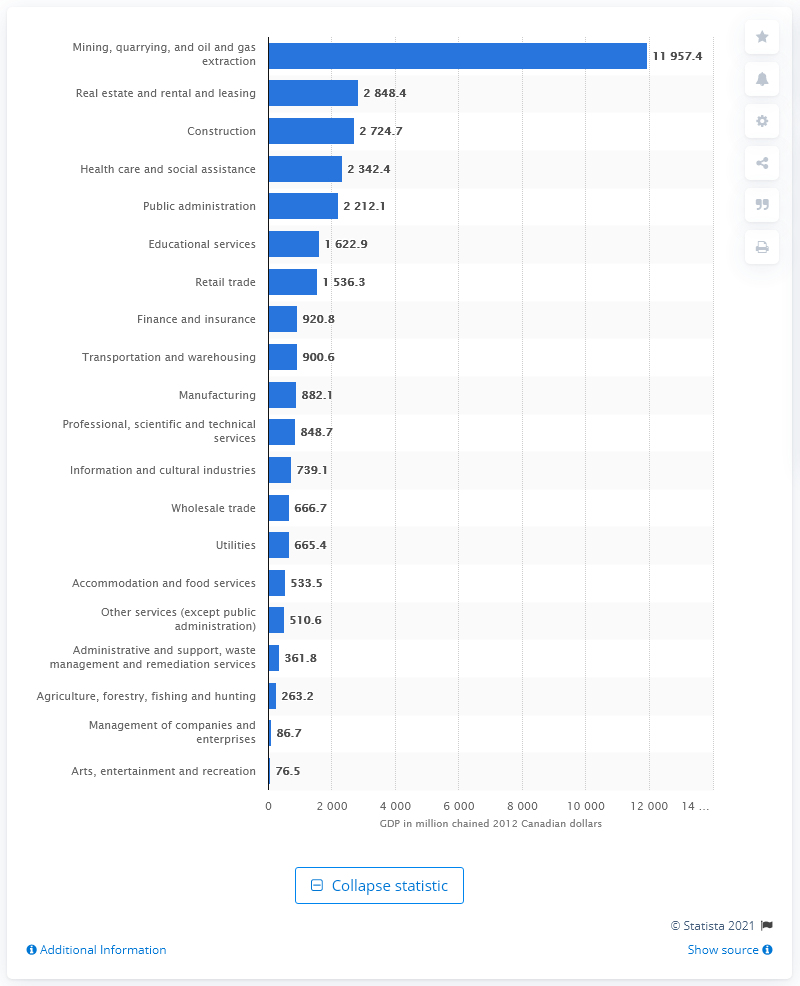 Mining, quarrying, and oil and gas
extraction
11 957.4
Real estate and rental and leasing
2 848.4
Construction
2 724.7
Health care and social assistance
2 342.4
Public administration
2 212.1
Educational services
1 622.9
Retail trade
1 536.3
Finance and insurance
920.8
Transportation and warehousing
900.6
Manufacturing
882.1
Professional, scientific and technical
services
848.7
Information and cultural industries
739.1
Wholesale trade
666.7
Utilities
665.4
Accommodation and food services
533.5
Other services (except public
administration)
510.6
Administrative and support, waste
management and remediation services
361.8
Agriculture, forestry, fishing and hunting
263.2
Management of companies and
enterprises
86.7
Arts, entertainment and recreation
76.5
0 2 000 4 000 6 000 8 000 10 000 12 000 14 ...
GDP in million chained 2012 Canadian dollars
Collapse statistic
© Statista 2021
Additional Information
Show source